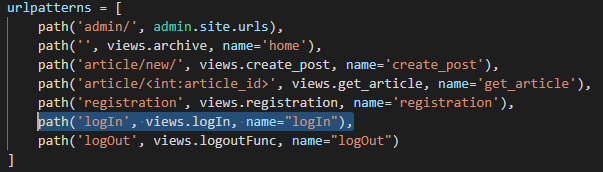 urlpatterns = [
path('admin/', admin.site.urls),
path('', views.archive, name='home'),
path('article/new/', views.create_post, name='create_post'),
path('article/<int:article_id>', views.get_article, name='get_article'),
path('registration', views.registration, name='registration'),
path('logIn', views.logIn, name="logIn"),
path('logOut', views.logoutFunc, name="logOut")
]